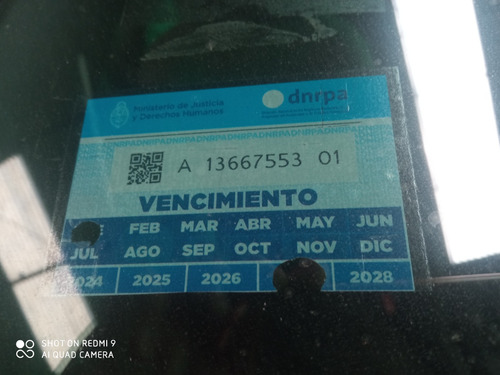 Ministerio de Justicia
y Derechos Humanos
dnrpa
A 13667553 01
VENCIMIENTO
FEB MAR ABR MAY JUN
JUL AGO SEP OCT NOV DIC
2024 2025 2026 2028
SHOT ON REDMI 9
AI QUAD CAMERA